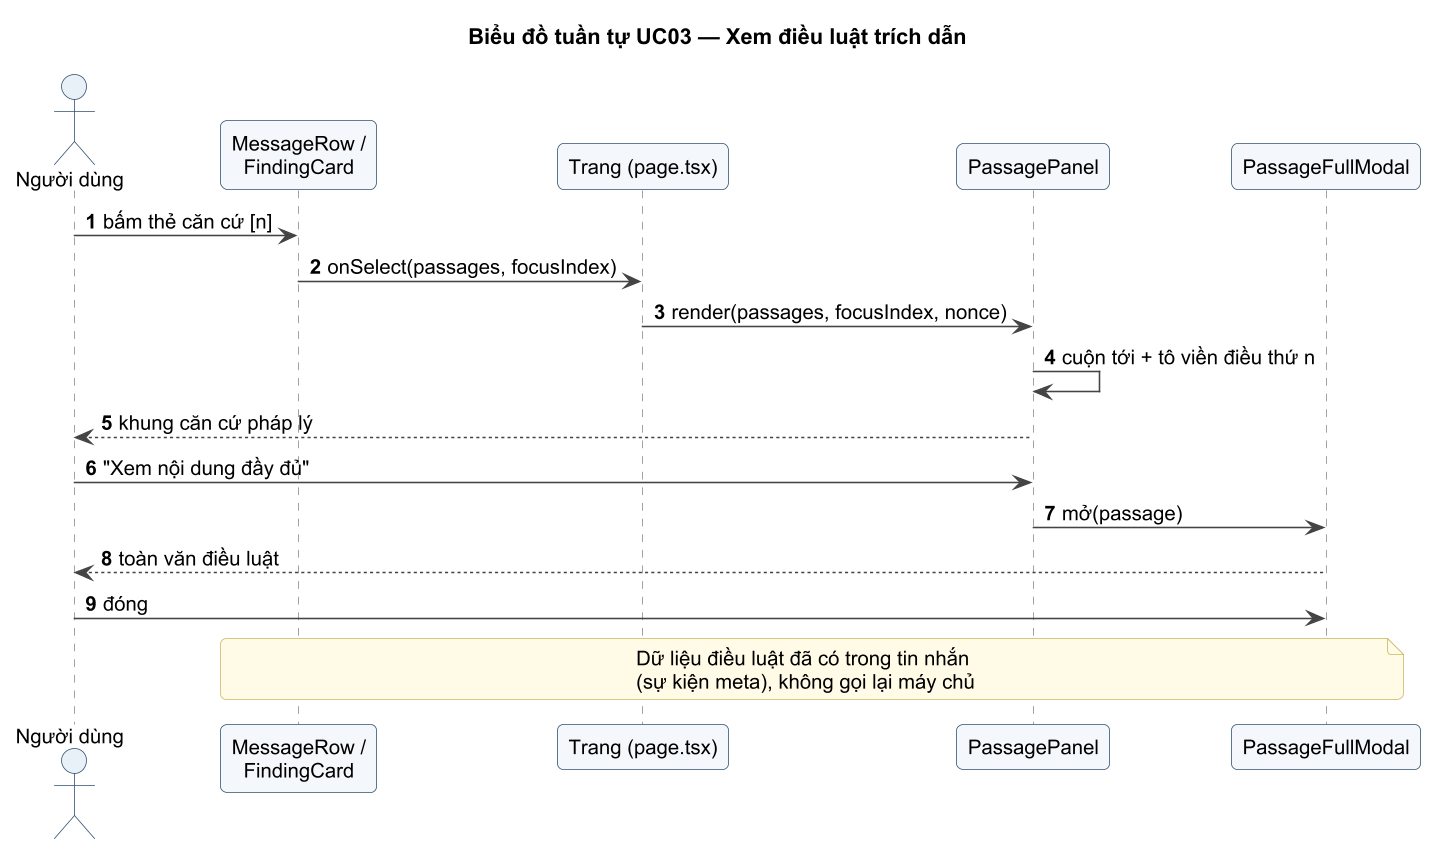 Biểu đồ tuần tự UC03 — Xem điều luật trích dẫn
Người dùng
MessageRow /
FindingCard
Trang (page.tsx)
PassagePanel
PassageFullModal
1 bấm thẻ căn cứ [n]
2 onSelect(passages, focusIndex)
3 render(passages, focusIndex, nonce)
4 cuộn tới + tô viền điều thứ n
5 khung căn cứ pháp lý
6 "Xem nội dung đầy đủ"
7 mở(passage)
8 toàn văn điều luật
9 đóng
Dữ liệu điều luật đã có trong tin nhắn
(sự kiện meta), không gọi lại máy chủ
Người dùng
MessageRow /
FindingCard
Trang (page.tsx)
PassagePanel
PassageFullModal